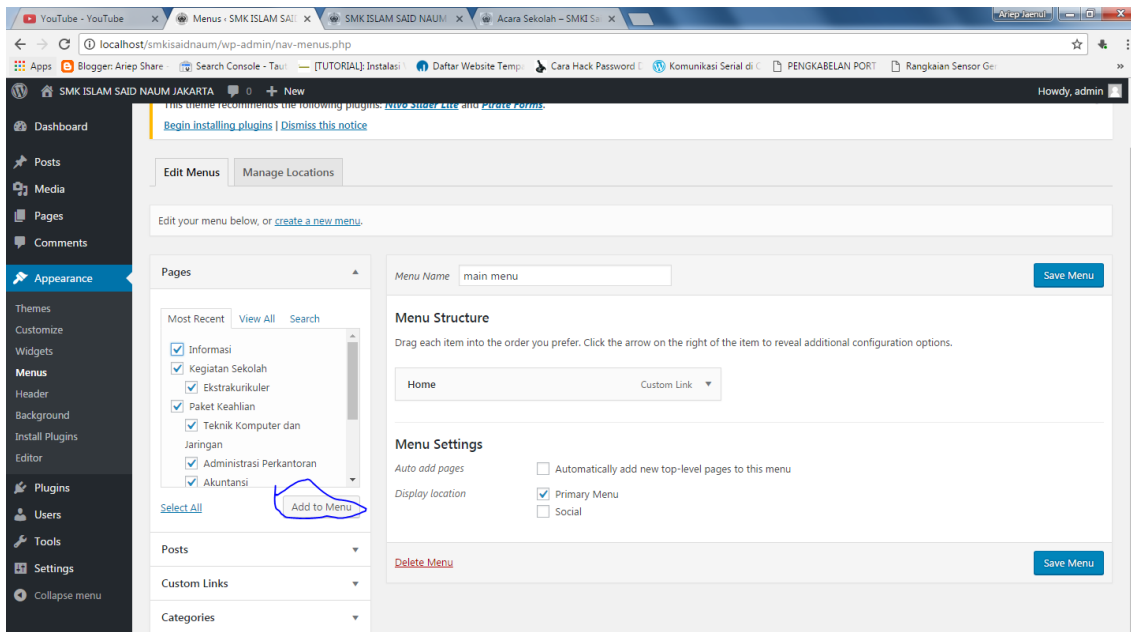 YouTube - YouTube
Menus ‹ SMK ISLAM SAID
SMK ISLAM SAID NAUM
Acara Sekolah – SMKI Sa
Ariep Jaenul
localhost/smkisaidnaum/wp-admin/nav-menus.php
Apps
Blogger: Ariep Share
Search Console - Taut
[TUTORIAL]: Instalasi
Daftar Website Temp
Cara Hack Password
Komunikasi Serial di
PENGKABELAN PORT
Rangkaian Sensor Ge
»
SMK ISLAM SAID NAUM JAKARTA 0 + New
Howdy, admin
This theme recommends the following plugins: Nivo Slider Lite and Pirate Forms.
Begin installing plugins | Dismiss this notice
Dashboard
Posts
Media
Pages
Comments
Appearance
Themes
Customize
Widgets
Menus
Header
Background
Install Plugins
Editor
Plugins
Users
Tools
Settings
Collapse menu
Edit Menus
Manage Locations
Edit your menu below, or create a new menu.
Pages
Most Recent View All Search
Informasi
Kegiatan Sekolah
Ekstrakurikuler
Paket Keahlian
Teknik Komputer dan
Jaringan
Administrasi Perkantoran
Akuntansi
Select All
Add to Menu
Posts
Custom Links
Categories
Menu Name main menu
Save Menu
Menu Structure
Drag each item into the order you prefer. Click the arrow on the right of the item to reveal additional configuration options.
Home Custom Link
Menu Settings
Auto add pages Automatically add new top-level pages to this menu
Display location Primary Menu
Social
Delete Menu
Save Menu